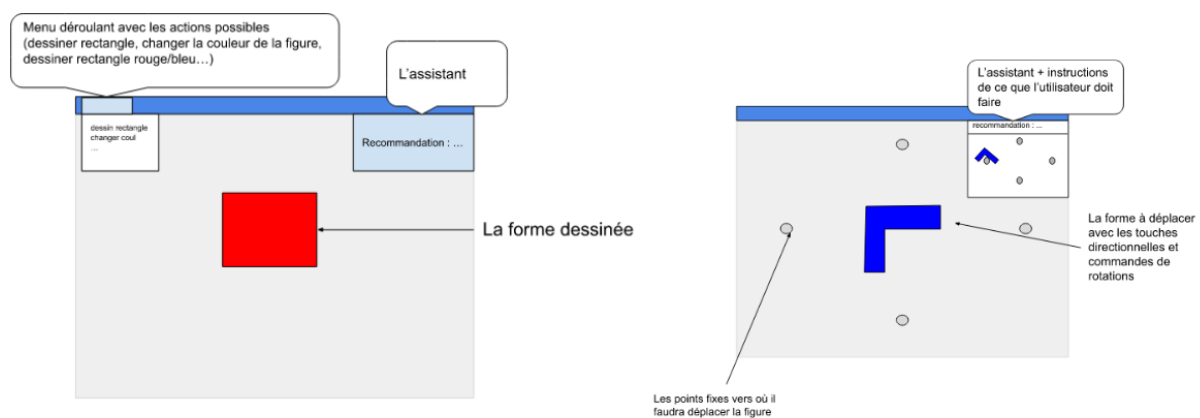 Menu déroulant avec les actions possibles
(dessiner rectangle, changer la couleur de la figure,
dessiner rectangle rouge/bleu…)
L'assistant
dessin rectangle
changer coul
…
Recommandation : …
La forme dessinée
L'assistant + instructions
de ce que l'utilisateur doit
faire
recommandation : ...
La forme à déplacer
avec les touches
directionnelles et
commandes de
rotations
Les points fixes vers où il
faudra déplacer la figure